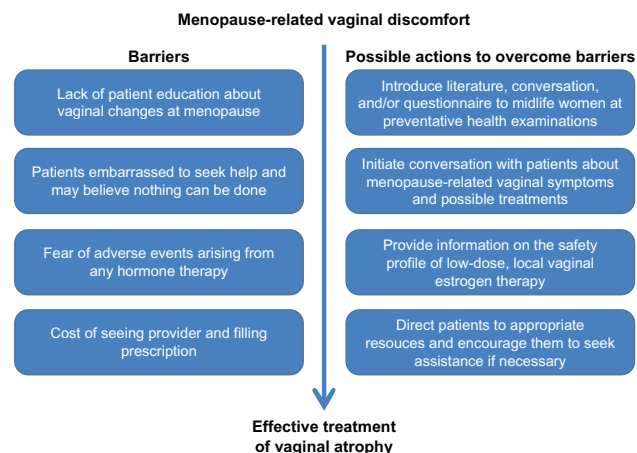 Menopause-related vaginal discomfort
Barriers
Possible actions to overcome barriers
Lack of patient education about
vaginal changes at menopause
Introduce literature, conversation,
and/or questionnaire to midlife women at
preventative health examinations
Patients embarrassed to seek help and
may believe nothing can be done
Initiate conversation with patients about
menopause-related vaginal symptoms
and possible treatments
Fear of adverse events arising from
any hormone therapy
Provide information on the safety
profile of low-dose, local vaginal
estrogen therapy
Cost of seeing provider and filling
prescription
Direct patients to appropriate
resouces and encourage them to seek
assistance if necessary
Effective treatment
of vaginal atrophy